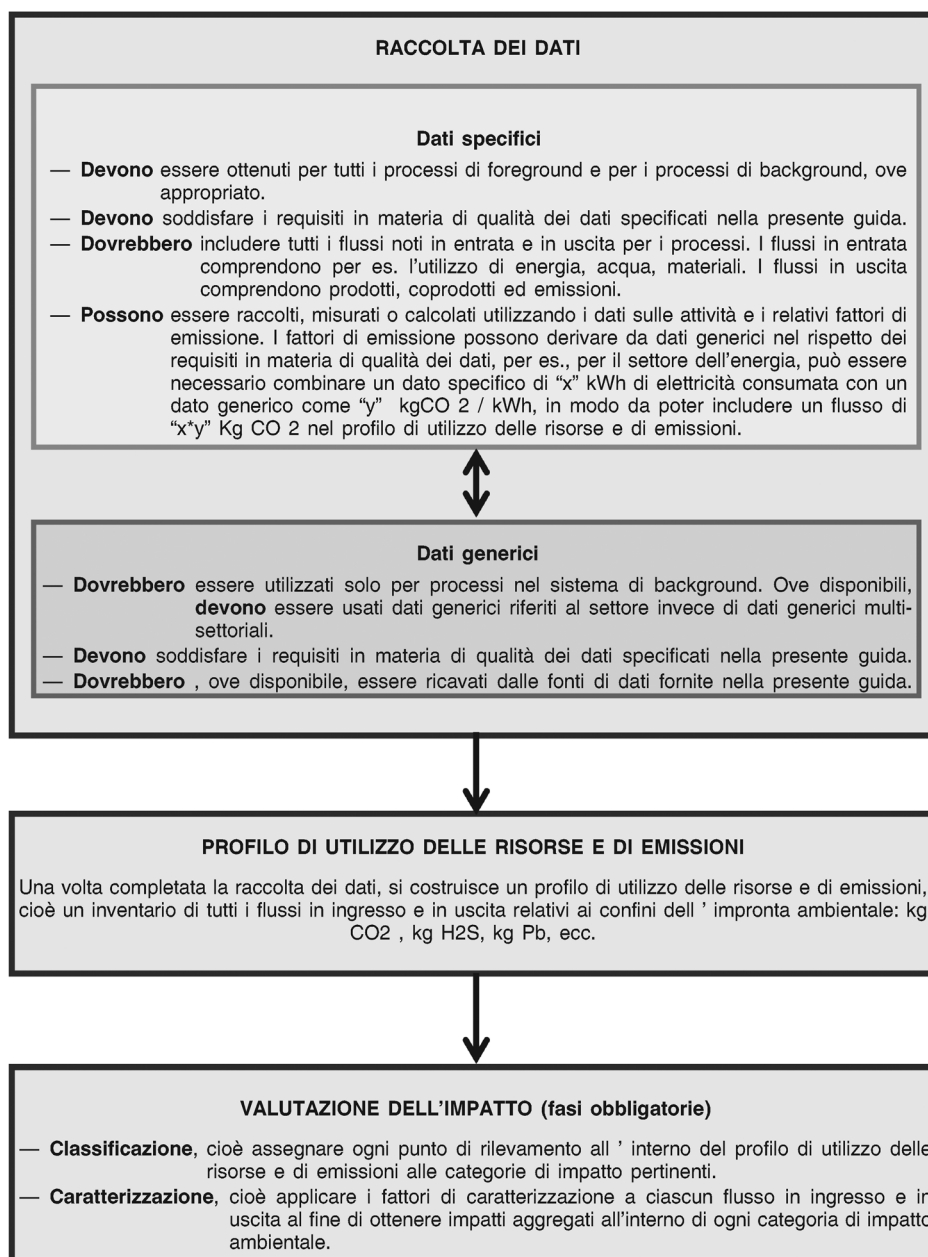 RACCOLTA DEI DATI
Dati specifici
— Devono essere ottenuti per tutti i processi di foreground e per i processi di background, ove
appropriato.
— Devono soddisfare i requisiti in materia di qualità dei dati specificati nella presente guida.
— Dovrebbero includere tutti i flussi noti in entrata e in uscita per i processi. I flussi in entrata
comprendono per es. l'utilizzo di energia, acqua, materiali. I flussi in uscita
comprendono prodotti, coprodotti ed emissioni.
— Possono essere raccolti, misurati o calcolati utilizzando i dati sulle attività e i relativi fattori di
emissione. I fattori di emissione possono derivare da dati generici nel rispetto dei
requisiti in materia di qualità dei dati, per es., per il settore dell'energia, può essere
necessario combinare un dato specifico di “x” kWh di elettricità consumata con un
dato generico come “y” kgCO 2 / kWh, in modo da poter includere un flusso di
“x*y” Kg CO 2 nel profilo di utilizzo delle risorse e di emissioni.
Dati generici
— Dovrebbero essere utilizzati solo per processi nel sistema di background. Ove disponibili,
devono essere usati dati generici riferiti al settore invece di dati generici multi-
settoriali.
— Devono soddisfare i requisiti in materia di qualità dei dati specificati nella presente guida.
— Dovrebbero , ove disponibile, essere ricavati dalle fonti di dati fornite nella presente guida.
PROFILO DI UTILIZZO DELLE RISORSE E DI EMISSIONI
Una volta completata la raccolta dei dati, si costruisce un profilo di utilizzo delle risorse e di emissioni,
cioè un inventario di tutti i flussi in ingresso e in uscita relativi ai confini dell ’ impronta ambientale: kg
CO2 , kg H2S, kg Pb, ecc.
VALUTAZIONE DELL’IMPATTO (fasi obbligatorie)
— Classificazione, cioè assegnare ogni punto di rilevamento all ’ interno del profilo di utilizzo delle
risorse e di emissioni alle categorie di impatto pertinenti.
— Caratterizzazione, cioè applicare i fattori di caratterizzazione a ciascun flusso in ingresso e in
uscita al fine di ottenere impatti aggregati all’interno di ogni categoria di impatto
ambientale.